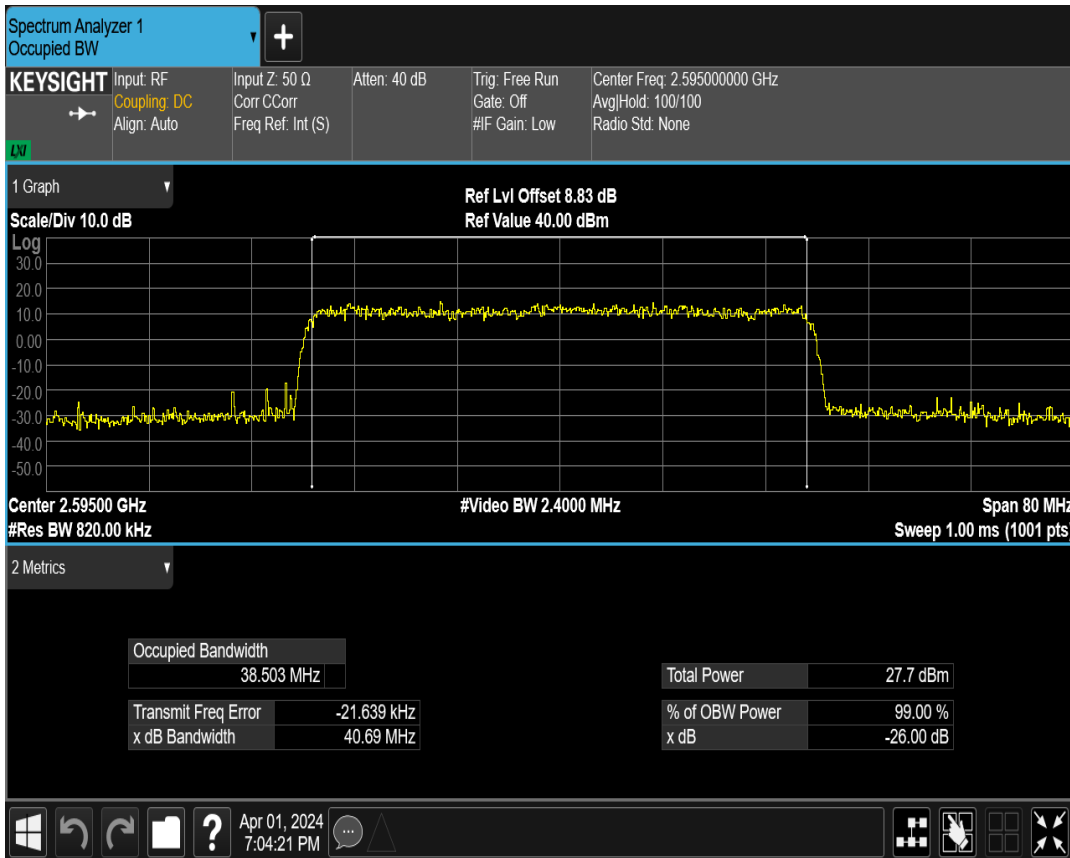 Spectrum Analyzer 1
Occupied BW
KEYSIGHT
LXI
Input: RF
Coupling: DC
Align: Auto
Input Z: 50 Ω
Corr CCorr
Freq Ref: Int (S)
Atten: 40 dB
Trig: Free Run
Gate: Off
#IF Gain: Low
Center Freq: 2.595000000 GHz
Avg|Hold: 100/100
Radio Std: None
1 Graph
Scale/Div 10.0 dB
Ref Lvl Offset 8.83 dB
Ref Value 40.00 dBm
Log
30.0
20.0
10.0
0.00
-10.0
-20.0
-30.0
-40.0
-50.0
Center 2.59500 GHz
#Video BW 2.4000 MHz
Span 80 MHz
#Res BW 820.00 kHz
Sweep 1.00 ms (1001 pts)
2 Metrics
Occupied Bandwidth
38.503 MHz
Total Power 27.7 dBm
Transmit Freq Error -21.639 kHz
% of OBW Power 99.00 %
x dB Bandwidth 40.69 MHz
x dB -26.00 dB
?
Apr 01, 2024
7:04:21 PM